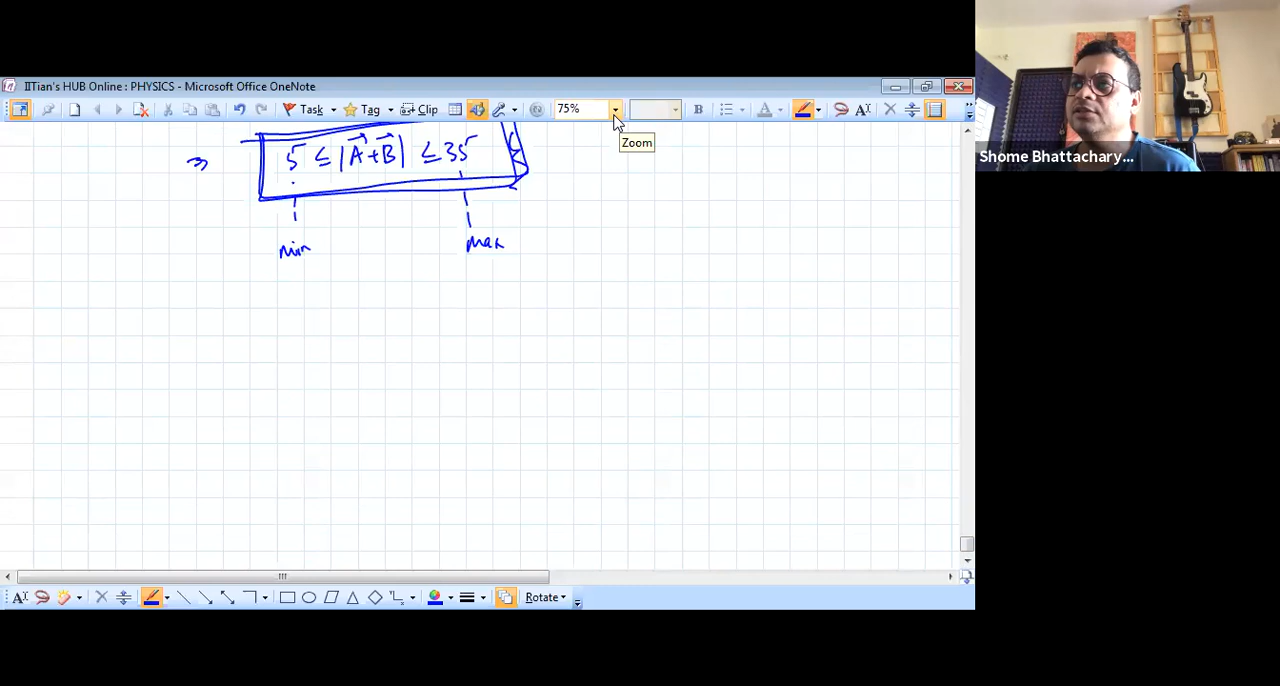 IITian's HUB Online : PHYSICS - Microsoft Office OneNote
Task Tag Clip 75% B A
Zoom
⇒ 5 ≤ |A⃗+B⃗| ≤ 35
min max
Shome Bhattachary...
Rotate